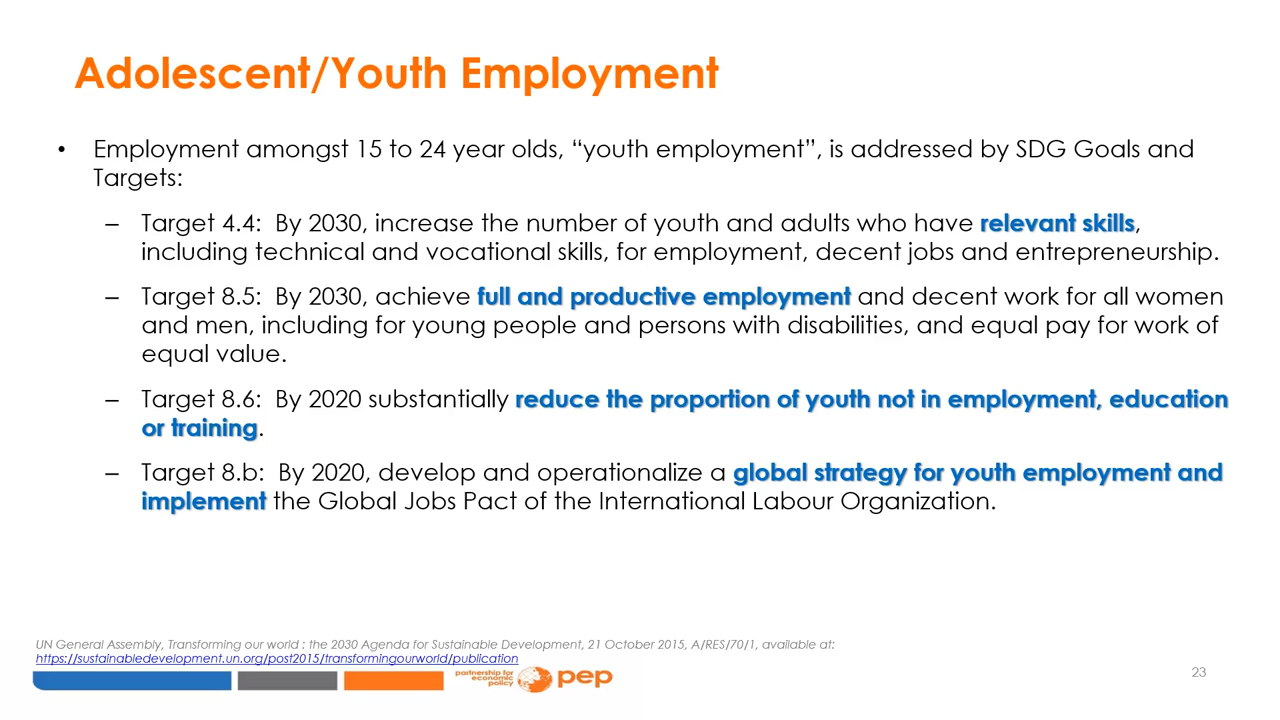 Adolescent/Youth Employment
• Employment amongst 15 to 24 year olds, “youth employment”, is addressed by SDG Goals and
Targets:
– Target 4.4:  By 2030, increase the number of youth and adults who have relevant skills,
including technical and vocational skills, for employment, decent jobs and entrepreneurship.
– Target 8.5:  By 2030, achieve full and productive employment and decent work for all women
and men, including for young people and persons with disabilities, and equal pay for work of
equal value.
– Target 8.6:  By 2020 substantially reduce the proportion of youth not in employment, education
or training.
– Target 8.b:  By 2020, develop and operationalize a global strategy for youth employment and
implement the Global Jobs Pact of the International Labour Organization.
UN General Assembly, Transforming our world : the 2030 Agenda for Sustainable Development, 21 October 2015, A/RES/70/1, available at:
https://sustainabledevelopment.un.org/post2015/transformingourworld/publication
partnership for
economic
policy
pep
23